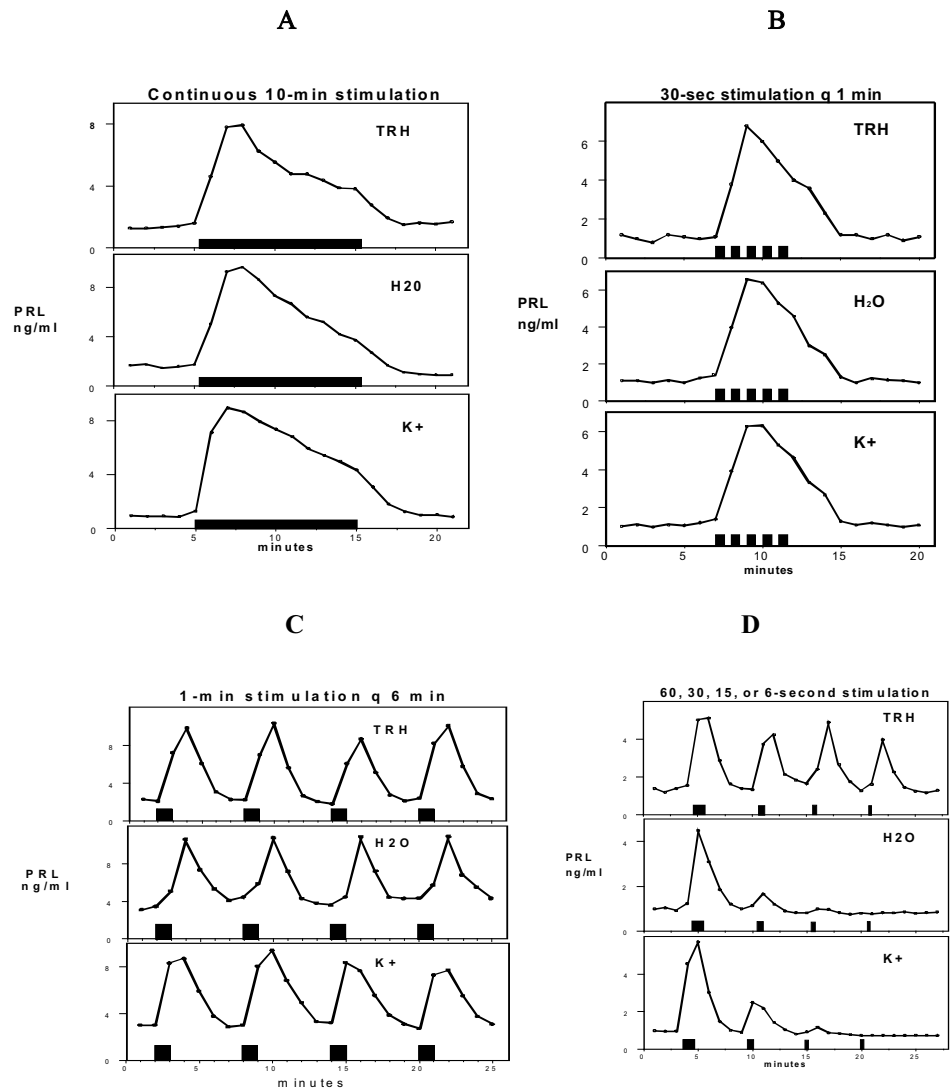 A
Continuous 10-min stimulation
TRH
8
4
0
H20
8
4
0
PRL
ng/ml
K+
8
4
0
0 5 10 15 20
minutes
B
30-sec stimulation q 1 min
TRH
6
4
2
0
H₂O
6
4
2
0
PRL
ng/ml
K+
6
4
2
0
0 5 10 15 20
minutes
C
1-min stimulation q 6 min
TRH
8
4
0
H2O
8
4
0
PRL
ng/ml
K+
8
4
0
0 5 10 15 20 25
minutes
D
60, 30, 15, or 6-second stimulation
TRH
4
2
0
H2O
4
2
0
PRL
ng/ml
K+
4
2
0
0 5 10 15 20 25
minutes